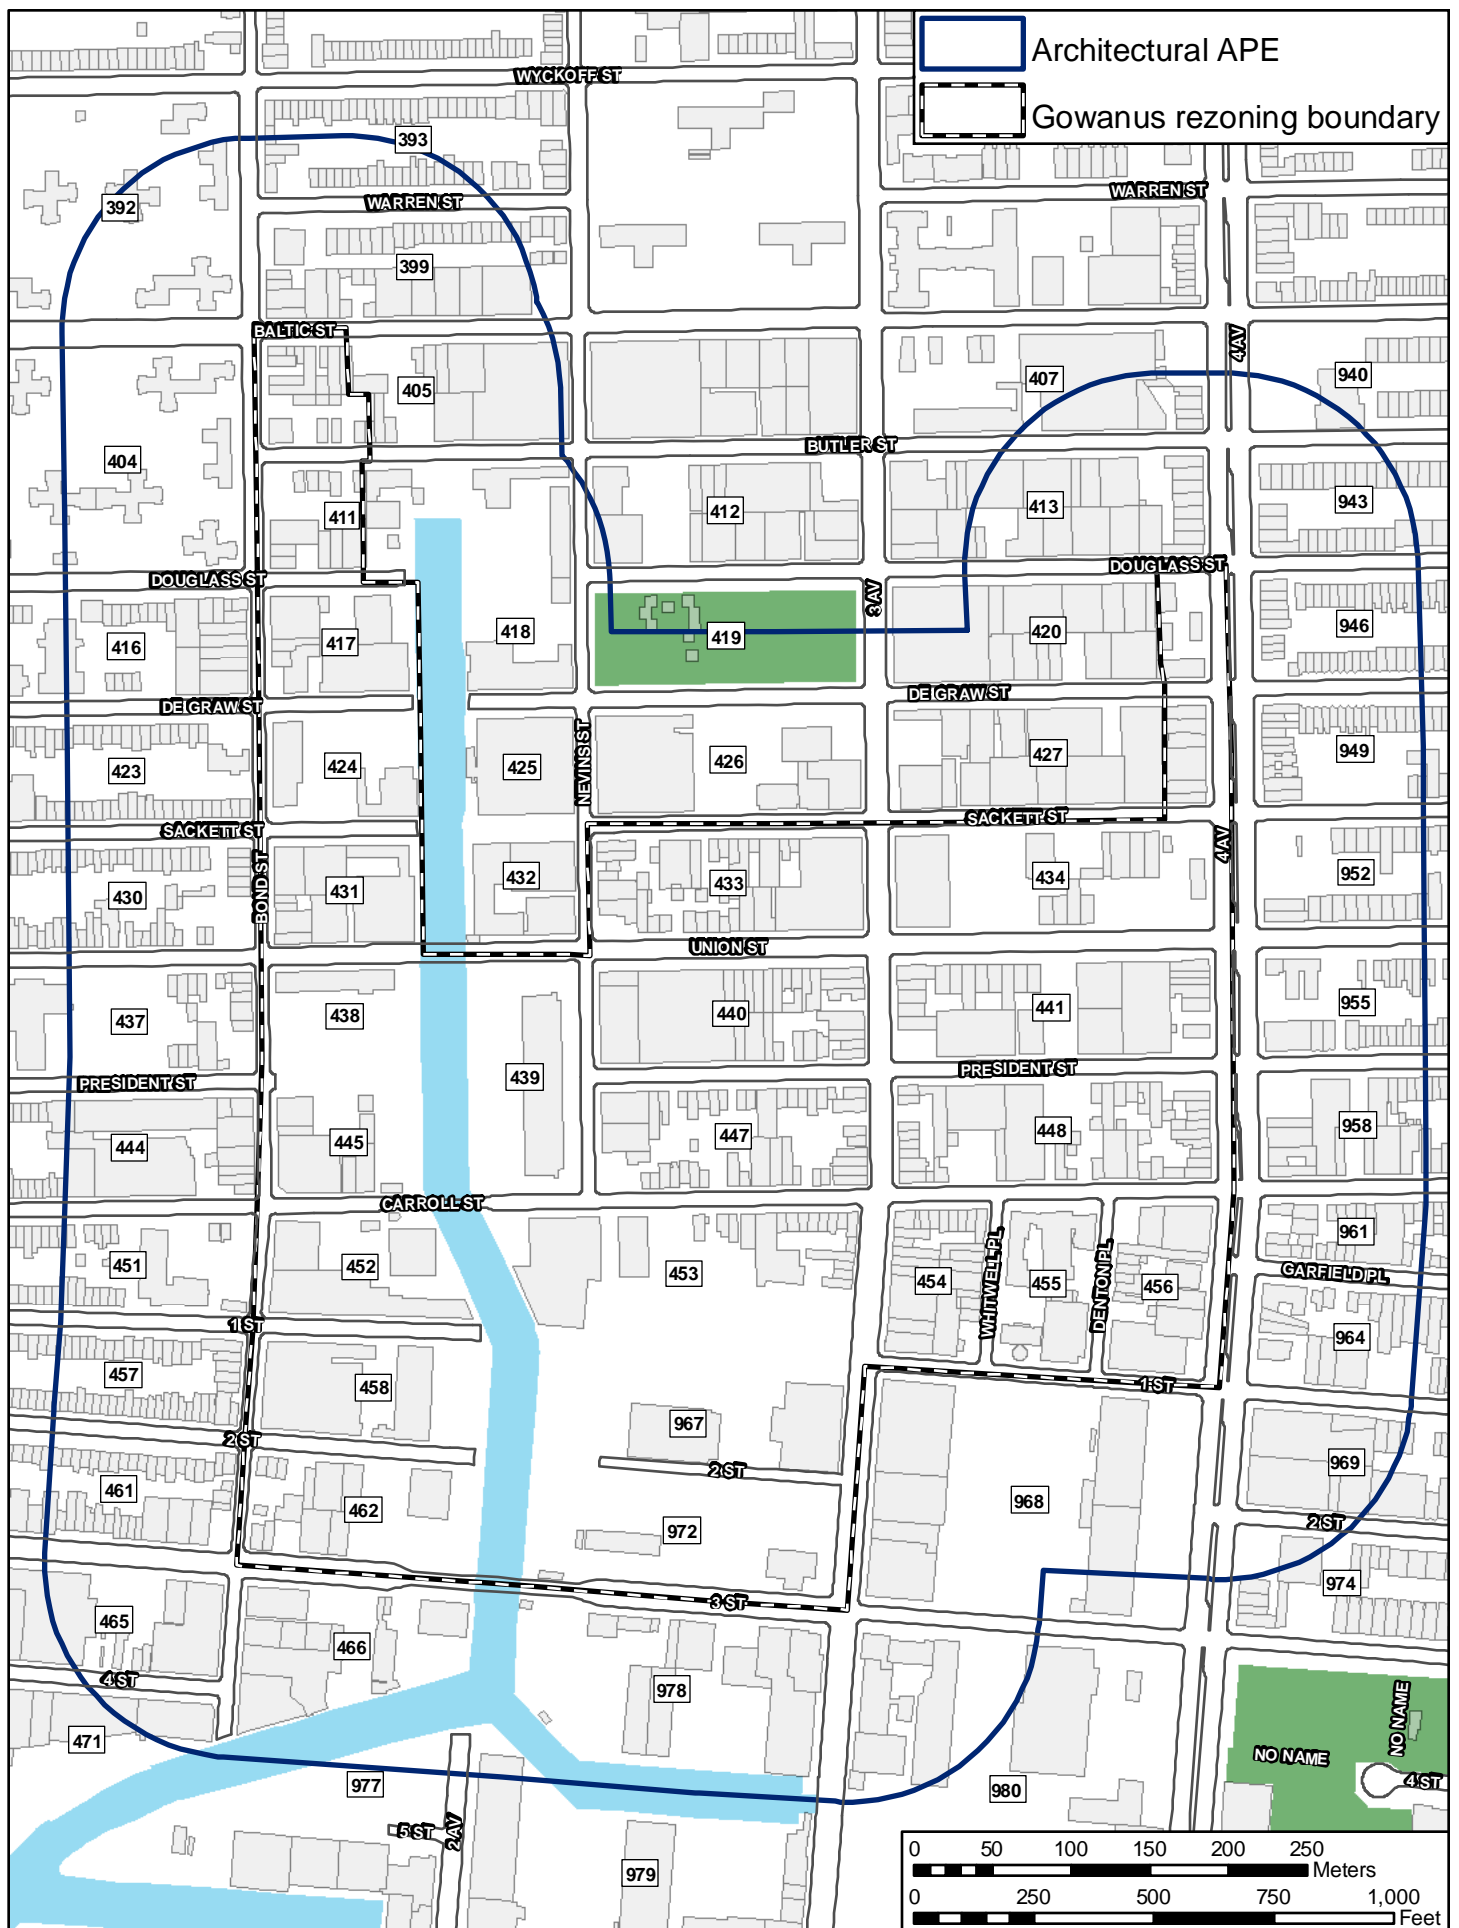 Architectural APE
WYCKOFF ST
Gowanus rezoning boundary
393
WARREN ST
WARREN ST
392
399
BALTIC ST
4 AV
405
407
940
BUTLER ST
404
411
412
413
943
DOUGLASS ST
DOUGLASS ST
3 AV
416
417
418
419
420
946
DEGRAW ST
DEGRAW ST
423
424
425
NEVINS ST
426
427
949
SACKETT ST
SACKETT ST
4 AV
430
BOND ST
431
432
433
434
952
UNION ST
437
438
440
441
955
PRESIDENT ST
439
PRESIDENT ST
444
445
447
448
958
CARROLL ST
451
452
453
454
WHITWELL PL
455
DENTON PL
456
961
GARFIELD PL
1 ST
964
457
458
1 ST
967
2 ST
2 ST
969
461
462
972
968
2 ST
3 ST
974
465
466
4 ST
978
NO NAME
471
NO NAME
4 ST
977
980
5 ST
2 AV
979
0 50 100 150 200 250
Meters
0 250 500 750 1,000
Feet